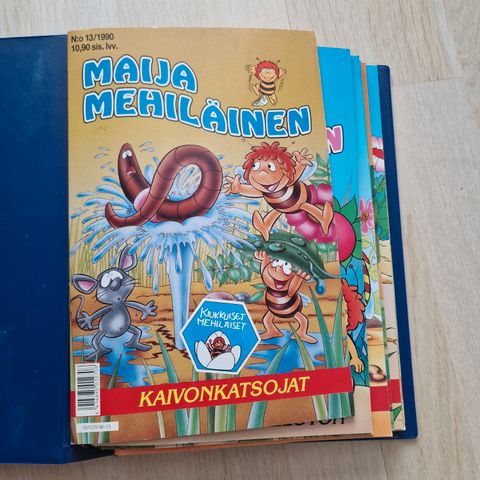 N:o 13/1990
10,90 sis. lvv.
MAIJA
MEHILÄINEN
KIUKKUISET
MEHILÄISET
KAIVONKATSOJAT